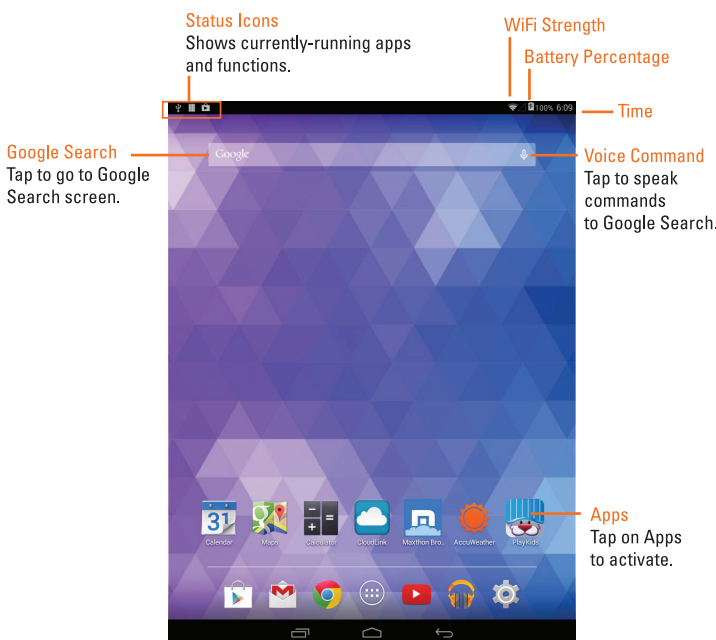 Status Icons
Shows currently-running apps
and functions.
WiFi Strength
Battery Percentage
100% 6:09
Time
Google Search
Tap to go to Google
Search screen.
Google
Voice Command
Tap to speak
commands
to Google Search.
31
Calendar
Maps
Calculator
CloudLink
Maxthon Bro..
AccuWeather
PlayKids
Apps
Tap on Apps
to activate.